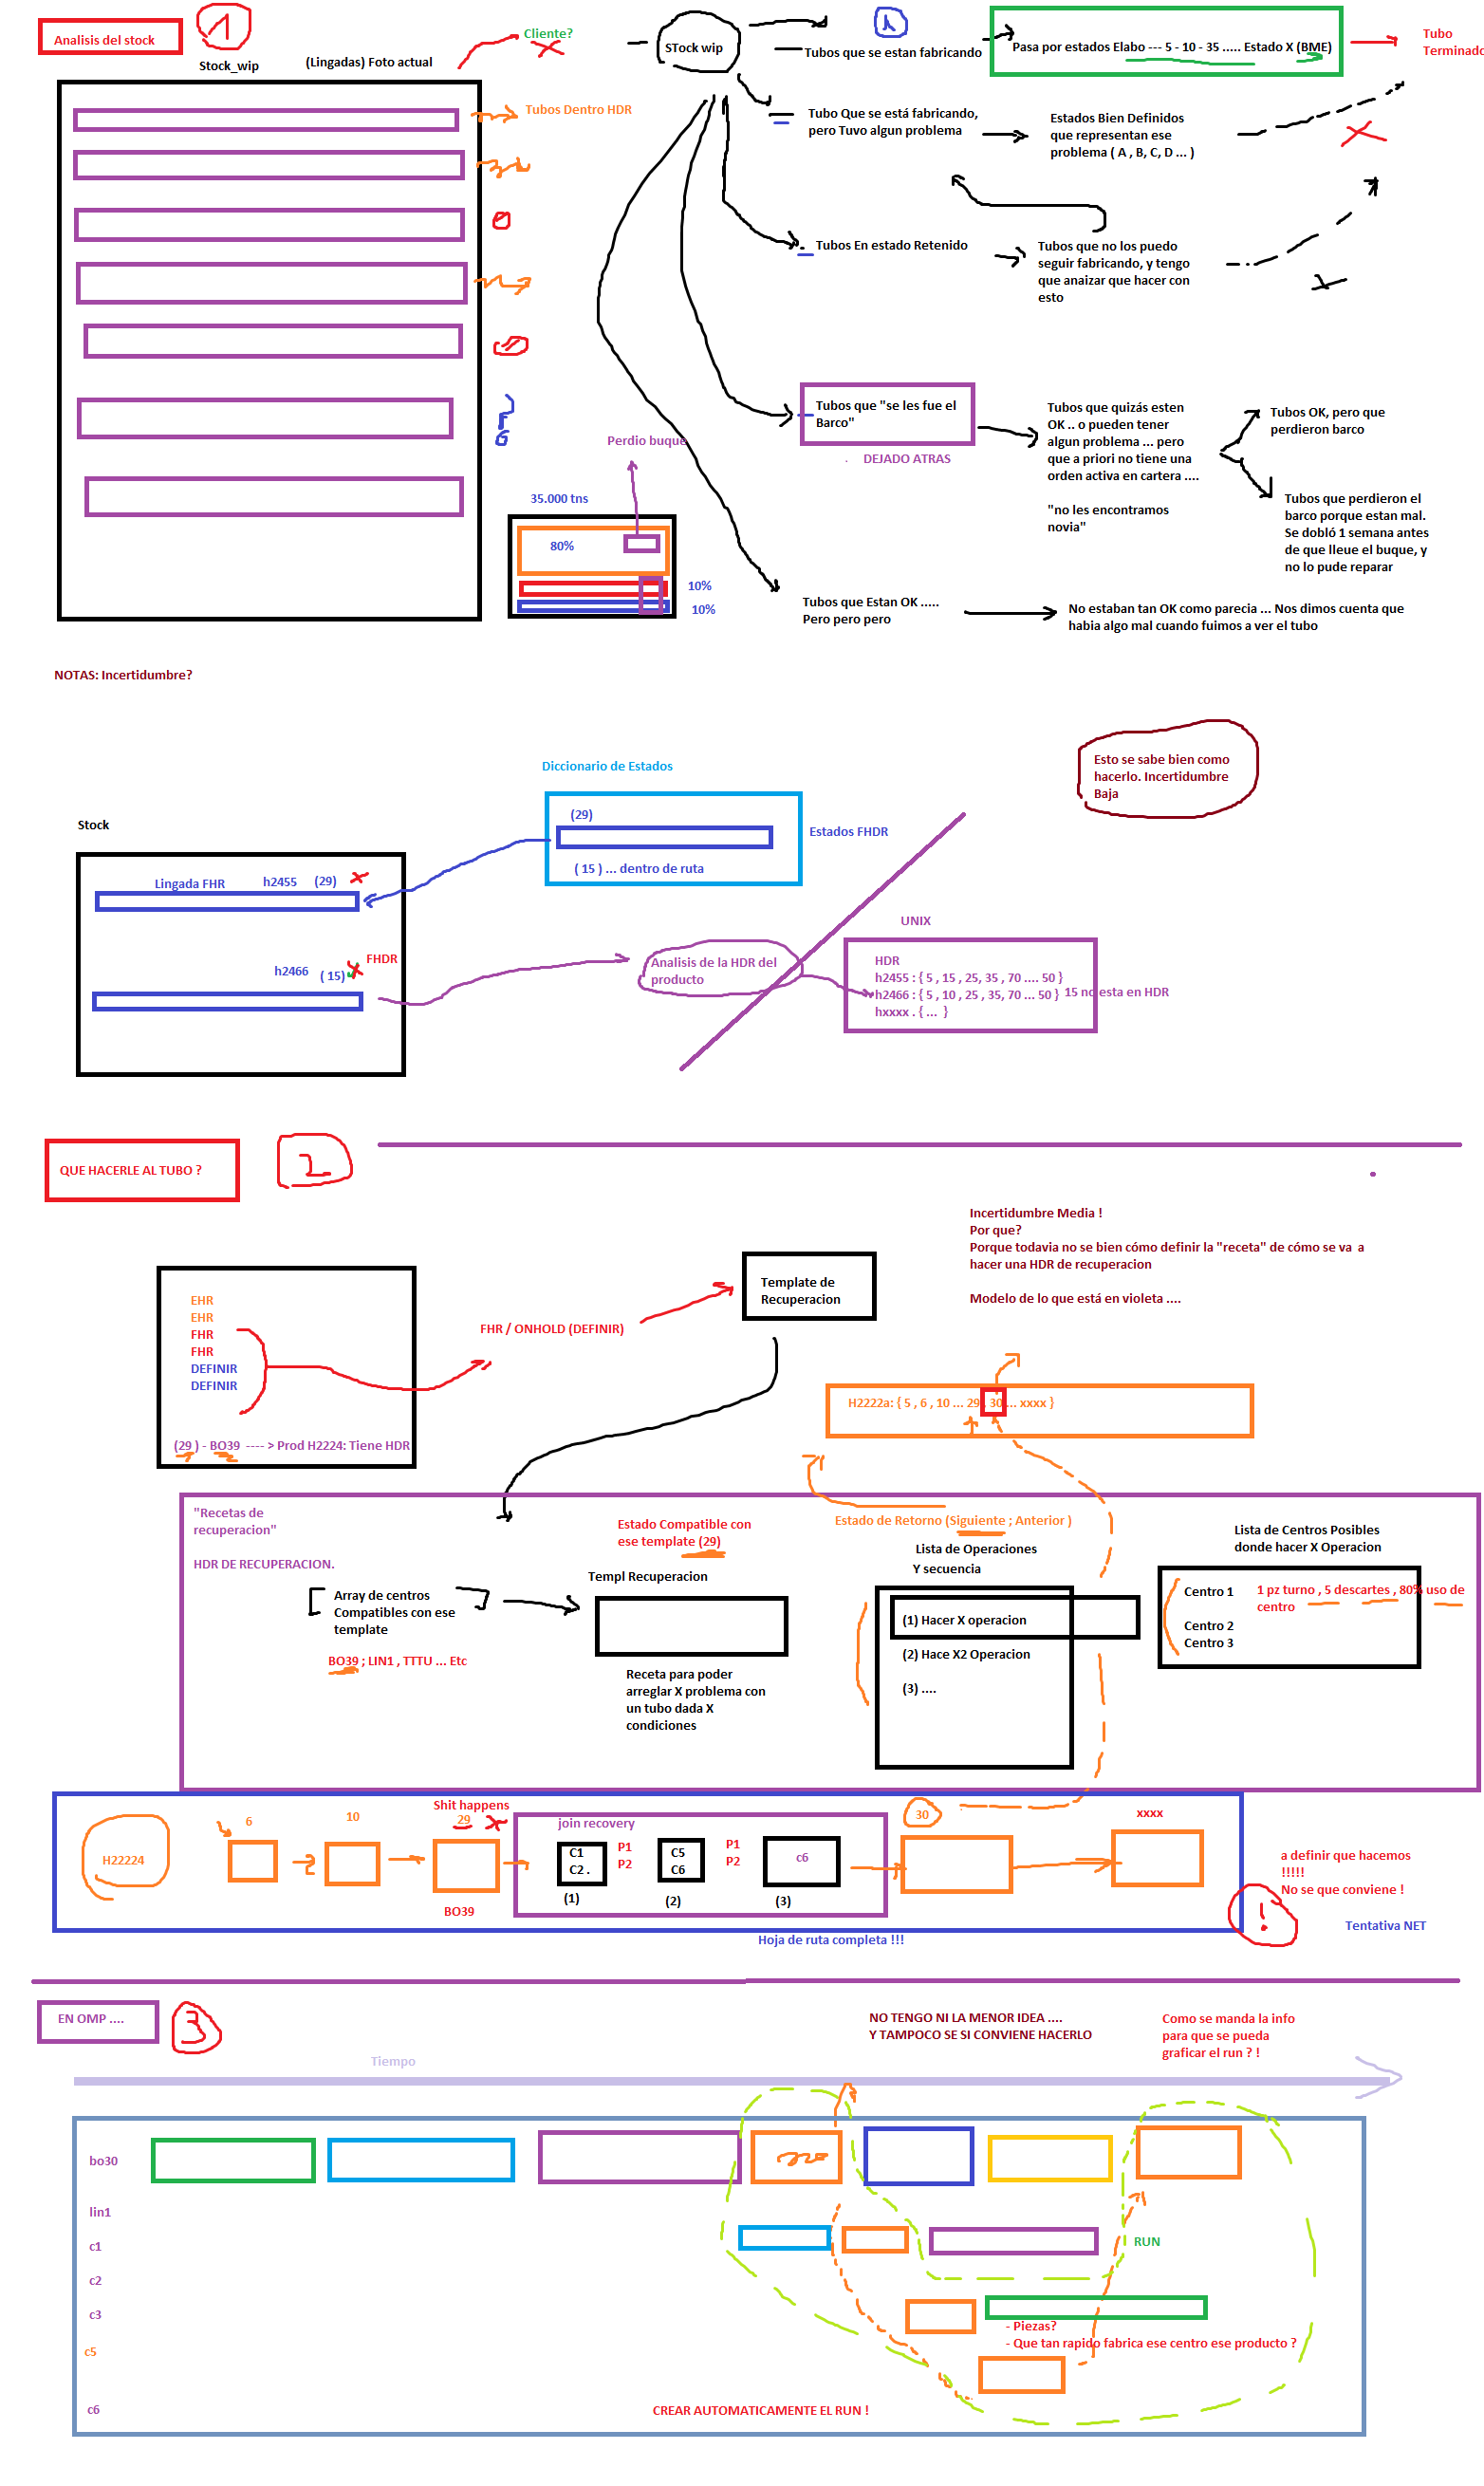 Analisis del stock
1
Stock_wip
(Lingadas) Foto actual
Cliente?
STock wip
Tubos que se estan fabricando
Pasa por estados Elabo --- 5 - 10 - 35 ..... Estado X (BME)
Tubo
Terminado
Tubos Dentro HDR
Tubo Que se está fabricando,
pero Tuvo algun problema
Estados Bien Definidos
que representan ese
problema ( A , B, C, D ... )
Tubos En estado Retenido
Tubos que no los puedo
seguir fabricando, y tengo
que anaizar que hacer con
esto
Tubos que "se les fue el
Barco"
DEJADO ATRAS
Tubos que quizás esten
OK .. o pueden tener
algun problema ... pero
que a priori no tiene una
orden activa en cartera ....
"no les encontramos
novia"
Tubos OK, pero que
perdieron barco
Tubos que perdieron el
barco porque estan mal.
Se dobló 1 semana antes
de que lleue el buque, y
no lo pude reparar
Perdio buque
35.000 tns
80%
10%
10%
Tubos que Estan OK .....
Pero pero pero
No estaban tan OK como parecia ... Nos dimos cuenta que
habia algo mal cuando fuimos a ver el tubo
NOTAS: Incertidumbre?
Esto se sabe bien como
hacerlo. Incertidumbre
Baja
Diccionario de Estados
(29)
( 15 ) ... dentro de ruta
Estados FHDR
Stock
Lingada FHR
h2455
(29)
h2466
( 15)
FHDR
Analisis de la HDR del
producto
UNIX
HDR
h2455 : { 5 , 15 , 25, 35 , 70 .... 50 }
h2466 : { 5 , 10 , 25 , 35, 70 ... 50 }
hxxxx . { ... }
15 no esta en HDR
QUE HACERLE AL TUBO ?
2
Incertidumbre Media !
Por que?
Porque todavia no se bien cómo definir la "receta" de cómo se va a
hacer una HDR de recuperacion
Modelo de lo que está en violeta ....
EHR
EHR
FHR
FHR
DEFINIR
DEFINIR
(29 ) - BO39 ---- > Prod H2224: Tiene HDR
FHR / ONHOLD (DEFINIR)
Template de
Recuperacion
H2222a: { 5 , 6 , 10 ... 29 , 30 ... xxxx }
"Recetas de
recuperacion"
HDR DE RECUPERACION.
Array de centros
Compatibles con ese
template
BO39 ; LIN1 , TTTU ... Etc
Estado Compatible con
ese template (29)
Templ Recuperacion
Receta para poder
arreglar X problema con
un tubo dada X
condiciones
Estado de Retorno (Siguiente ; Anterior )
Lista de Operaciones
Y secuencia
(1) Hacer X operacion
(2) Hace X2 Operacion
(3) ....
Lista de Centros Posibles
donde hacer X Operacion
Centro 1
Centro 2
Centro 3
1 pz turno , 5 descartes , 80% uso de
centro
H22224
6
10
Shit happens
29
BO39
join recovery
C1
C2 .
(1)
P1
P2
C5
C6
(2)
P1
P2
c6
(3)
30
xxxx
Hoja de ruta completa !!!
a definir que hacemos
!!!!!
No se que conviene !
!
Tentativa NET
EN OMP ....
3
NO TENGO NI LA MENOR IDEA ....
Y TAMPOCO SE SI CONVIENE HACERLO
Como se manda la info
para que se pueda
graficar el run ? !
Tiempo
bo30
lin1
c1
c2
c3
c5
c6
RUN
- Piezas?
- Que tan rapido fabrica ese centro ese producto ?
CREAR AUTOMATICAMENTE EL RUN !